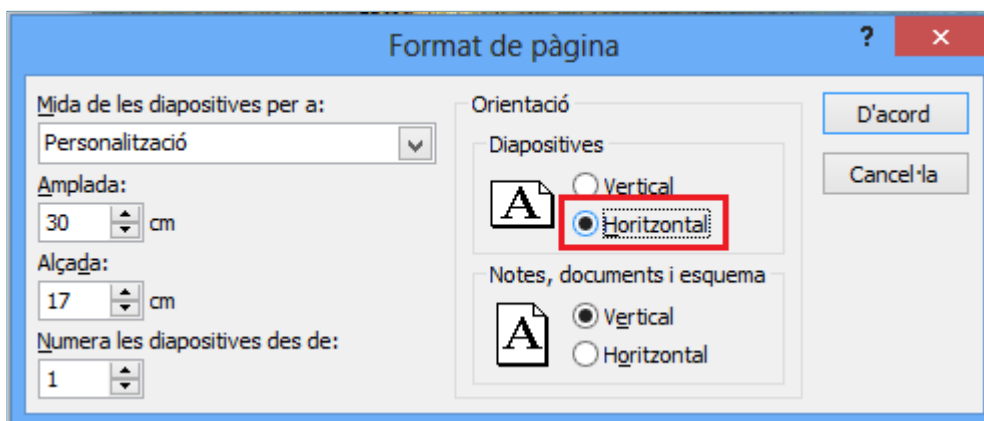 Format de pàgina
?
Mida de les diapositives per a:
Personalització
Amplada:
30 cm
Alçada:
17 cm
Numera les diapositives des de:
1
Orientació
Diapositives
A
Vertical
Horitzontal
Notes, documents i esquema
A
Vertical
Horitzontal
D'acord
Cancel·la